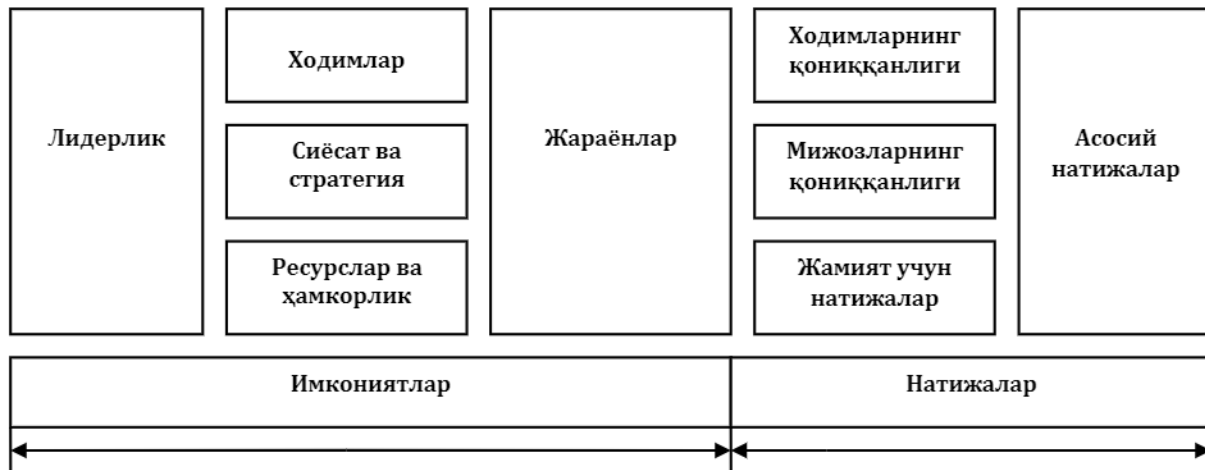 Лидерлик
Ходимлар
Сиёсат ва
стратегия
Ресурслар ва
ҳамкорлик
Жараёнлар
Ходимларнинг
қониққанлиги
Мижозларнинг
қониққанлиги
Жамият учун
натижалар
Асосий
натижалар
Имкониятлар
Натижалар